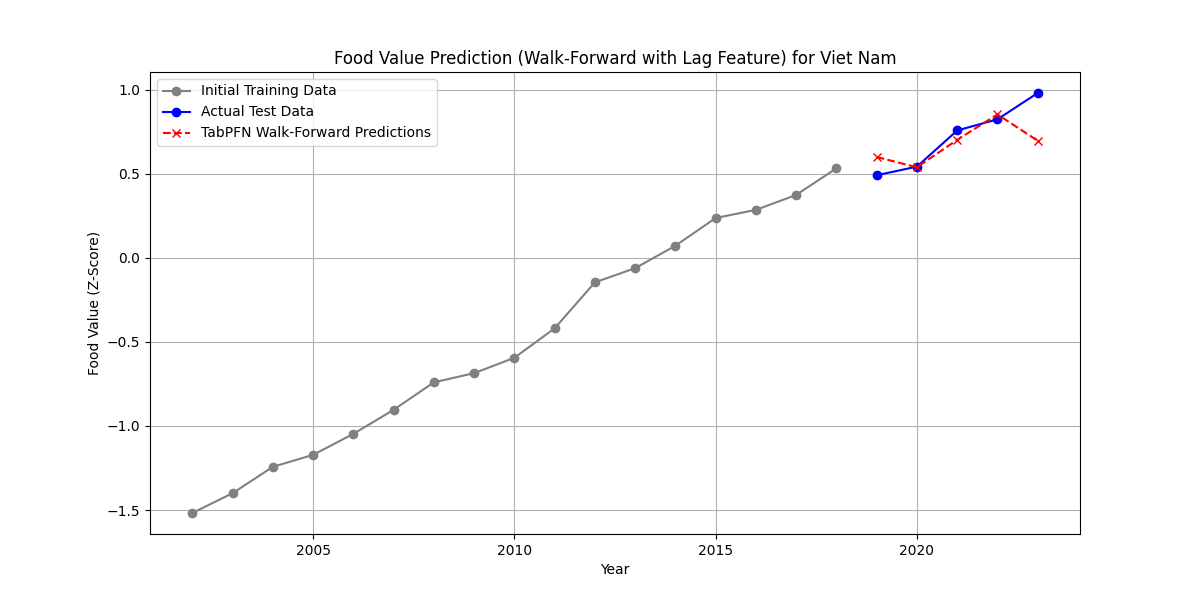 Food Value Prediction (Walk-Forward with Lag Feature) for Viet Nam
Initial Training Data
Actual Test Data
TabPFN Walk-Forward Predictions
Food Value (Z-Score)
1.0
0.5
0.0
−0.5
−1.0
−1.5
2005
2010
2015
2020
Year